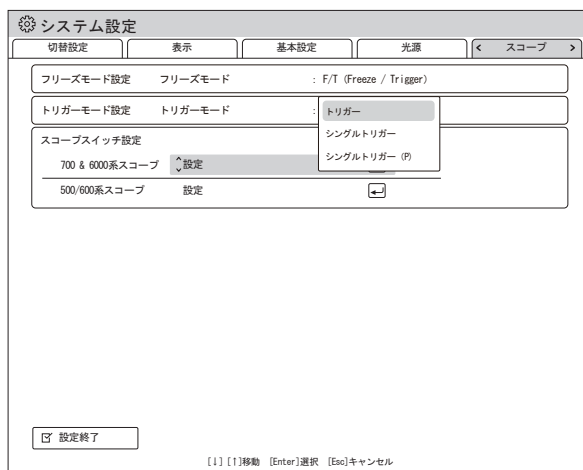 システム設定
切替設定 表示 基本設定 光源 < スコープ >
フリーズモード設定 フリーズモード : F/T (Freeze / Trigger)
トリガーモード設定 トリガーモード : トリガー
シングルトリガー
シングルトリガー (P)
スコープスイッチ設定
700 & 6000系スコープ 設定
500/600系スコープ 設定
設定終了
[↓] [↑]移動 [Enter]選択 [Esc]キャンセル